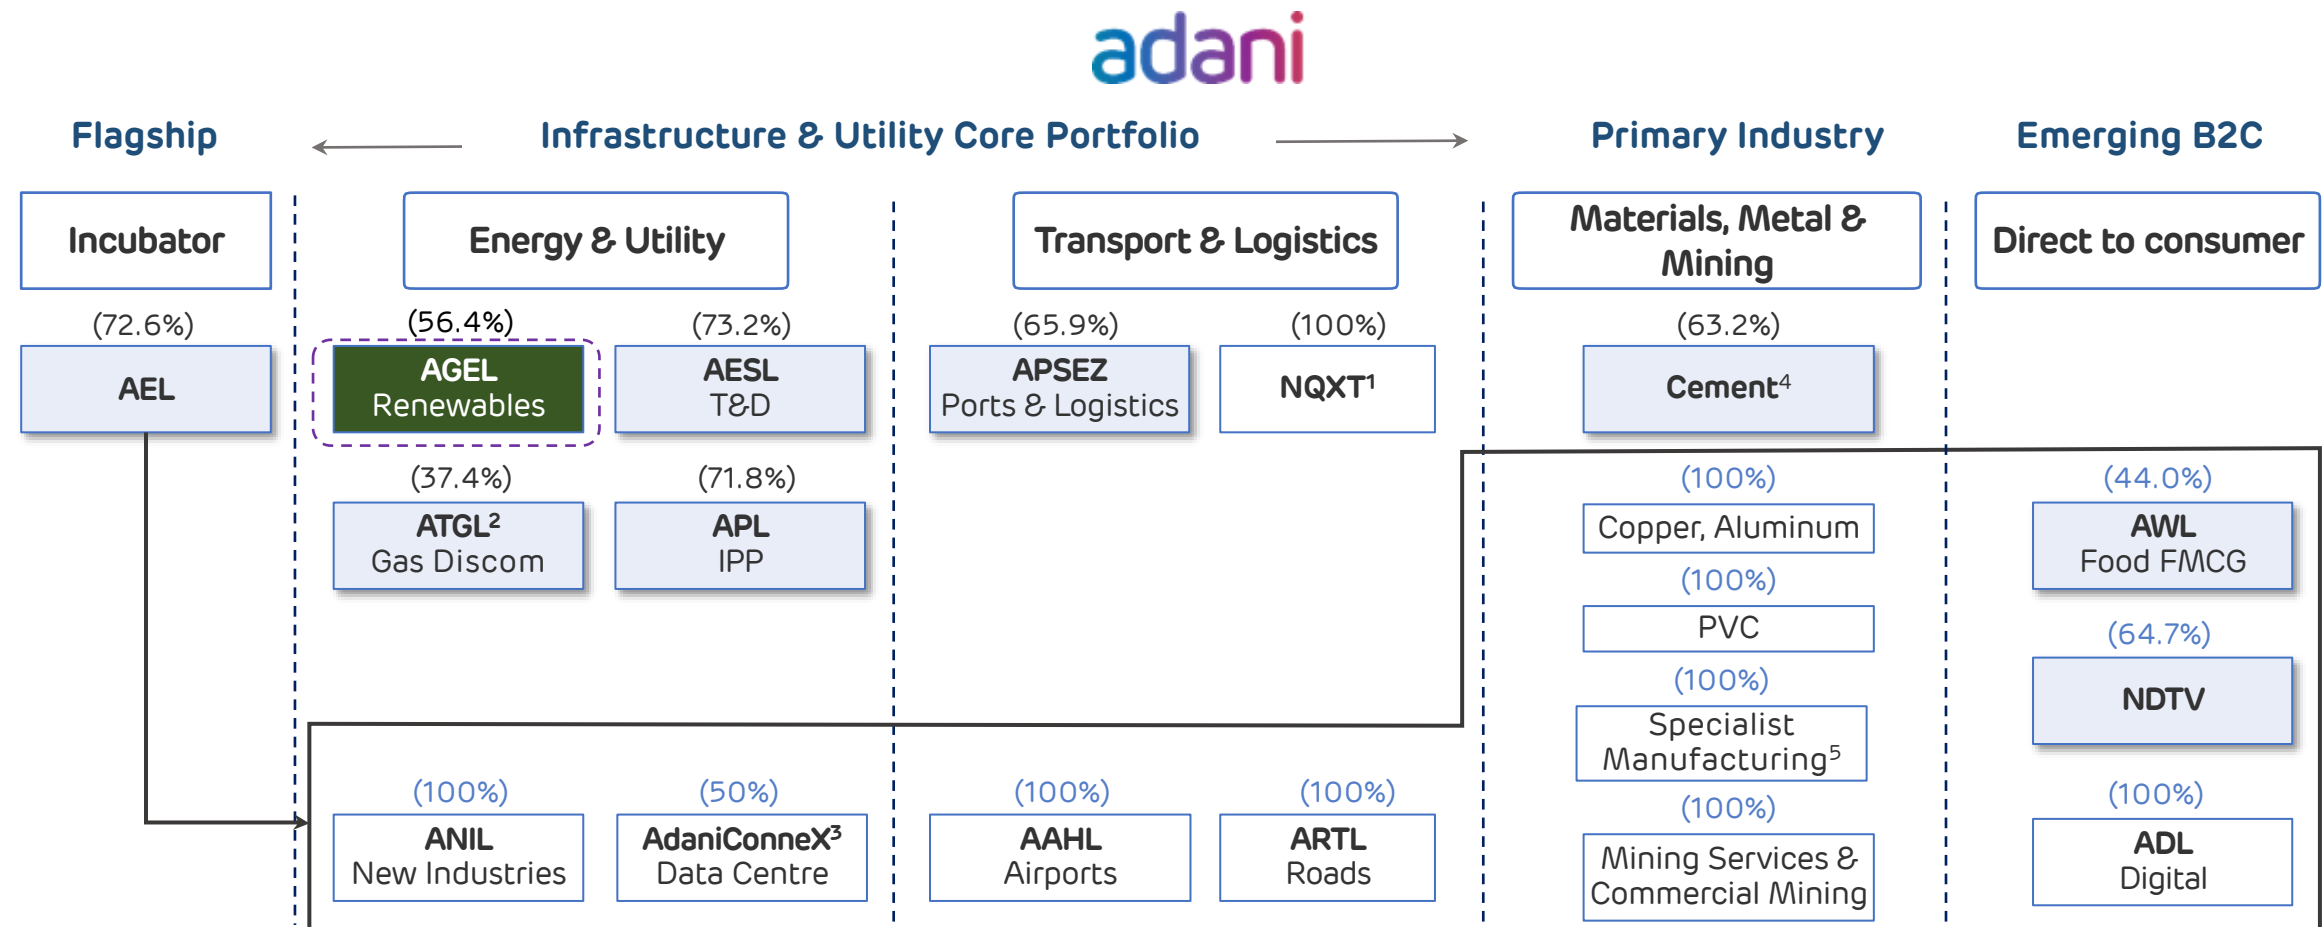 adani
Flagship
Infrastructure & Utility Core Portfolio
Primary Industry
Emerging B2C
Incubator
Energy & Utility
Transport & Logistics
Materials, Metal &
Mining
Direct to consumer
(72.6%)
AEL
(56.4%)
AGEL
Renewables
(73.2%)
AESL
T&D
(65.9%)
APSEZ
Ports & Logistics
(100%)
NQXT¹
(63.2%)
Cement⁴
(37.4%)
ATGL²
Gas Discom
(71.8%)
APL
IPP
(100%)
Copper, Aluminum
(100%)
PVC
(100%)
Specialist
Manufacturing⁵
(100%)
Mining Services &
Commercial Mining
(44.0%)
AWL
Food FMCG
(64.7%)
NDTV
(100%)
ADL
Digital
(100%)
ANIL
New Industries
(50%)
AdaniConneX³
Data Centre
(100%)
AAHL
Airports
(100%)
ARTL
Roads